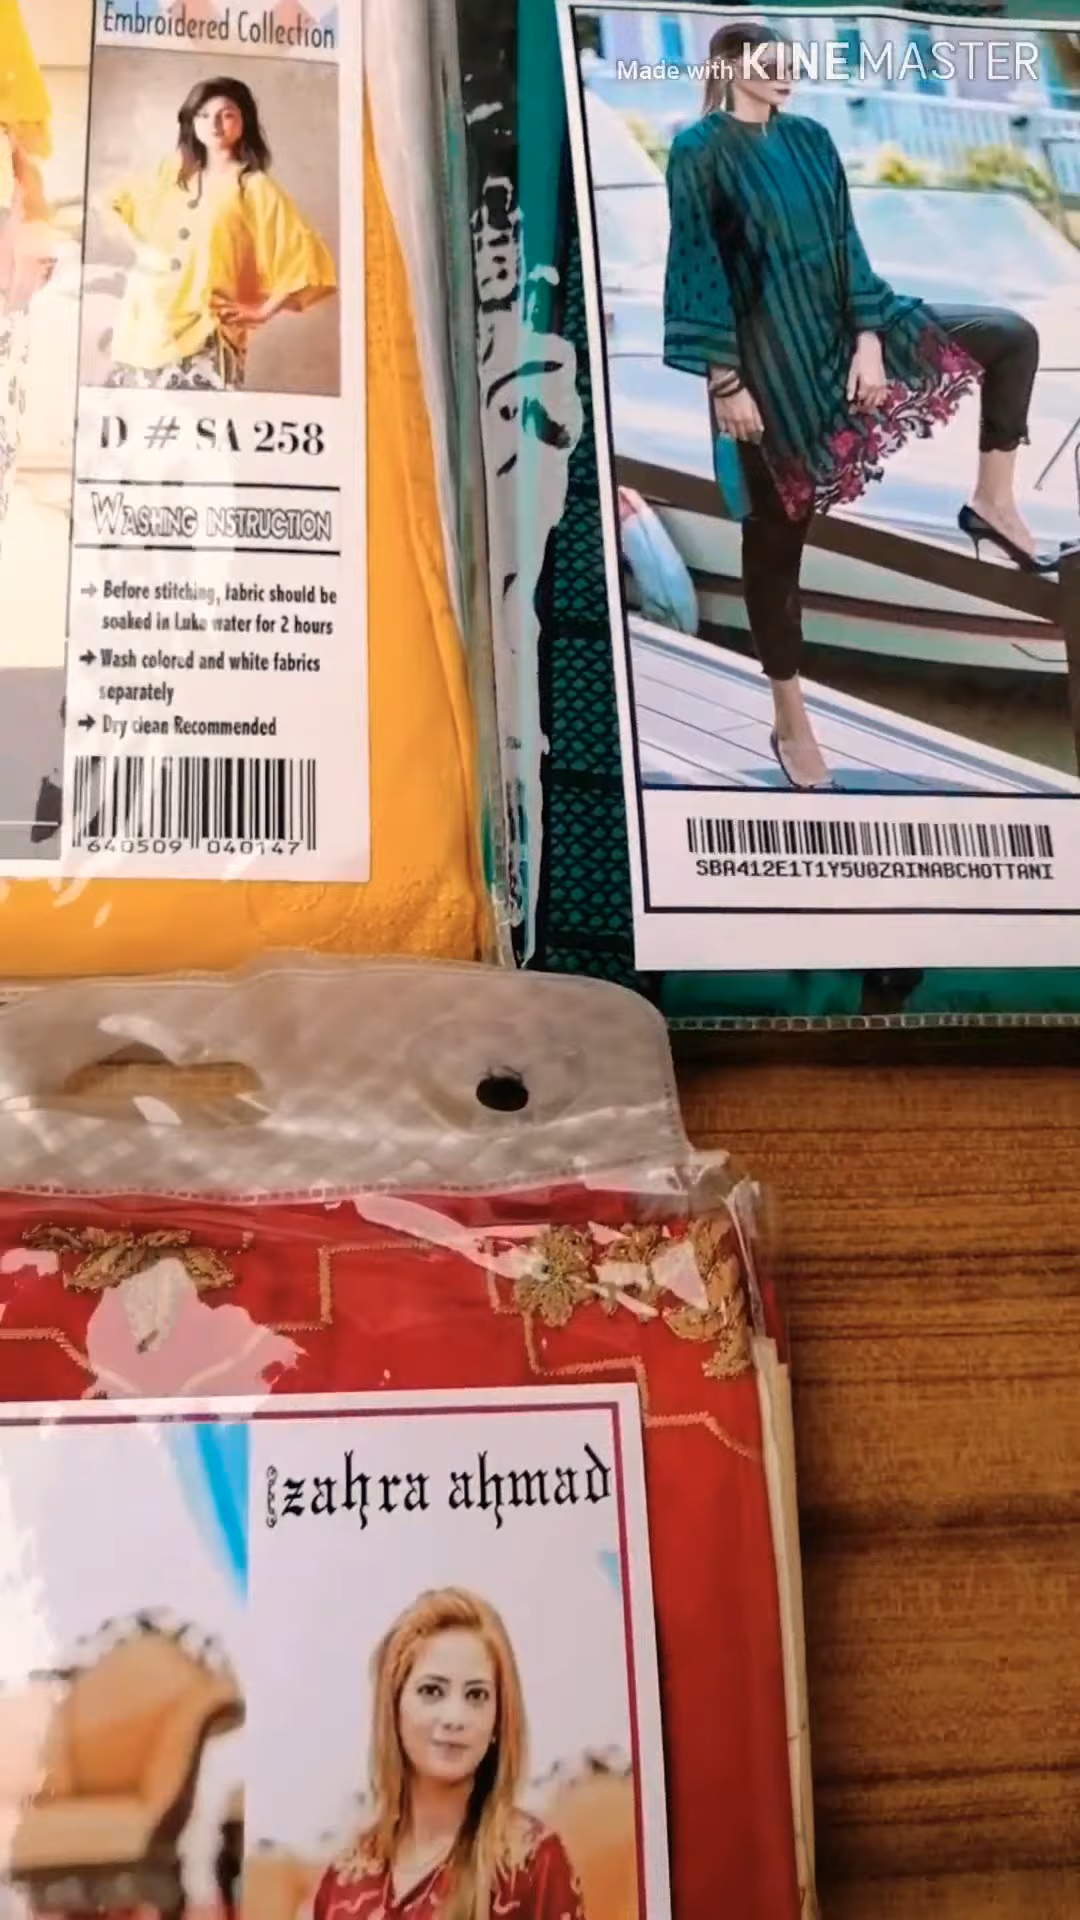 Embroidered Collection
Made with KINEMASTER
D # SA 258
WASHING INSTRUCTION
→ Before stitching, fabric should be
soaked in Luke water for 2 hours
→ Wash colored and white fabrics
separately
→ Dry clean Recommended
640509 040147
SBA412E1T1Y5U0ZAINABCHOTTANI
zahra ahmad